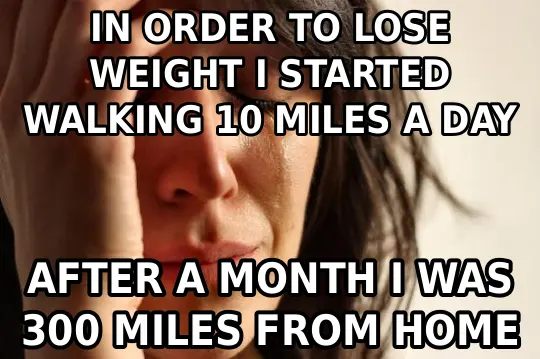 IN ORDER TO LOSE
WEIGHT I STARTED
WALKING 10 MILES A DAY
AFTER A MONTH I WAS
300 MILES FROM HOME